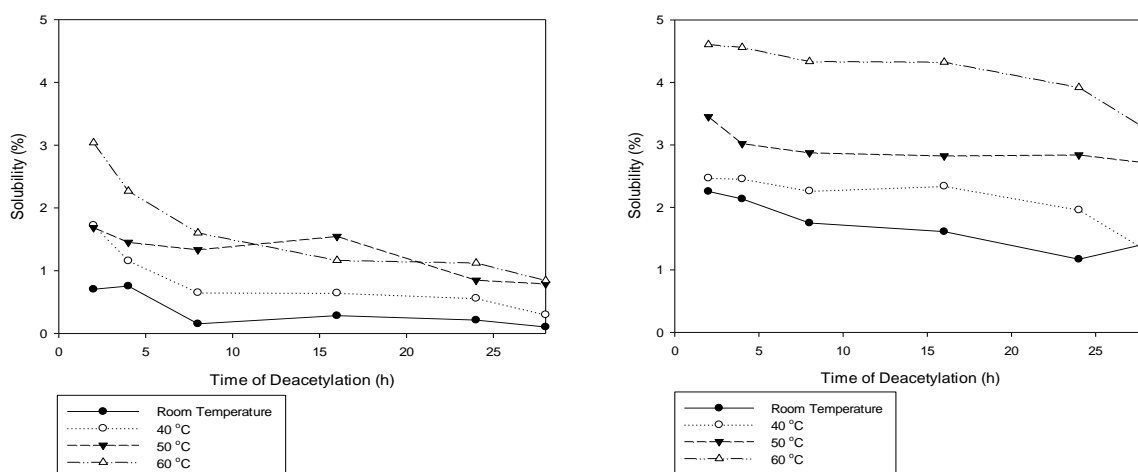 5
4
3
2
1
0
Solubility (%)
0 5 10 15 20 25
Time of Deacetylation (h)
Room Temperature
40 °C
50 °C
60 °C
5
4
3
2
1
0
Solubility (%)
0 5 10 15 20 25
Time of Deacetylation (h)
Room Temperature
40 °C
50 °C
60 °C